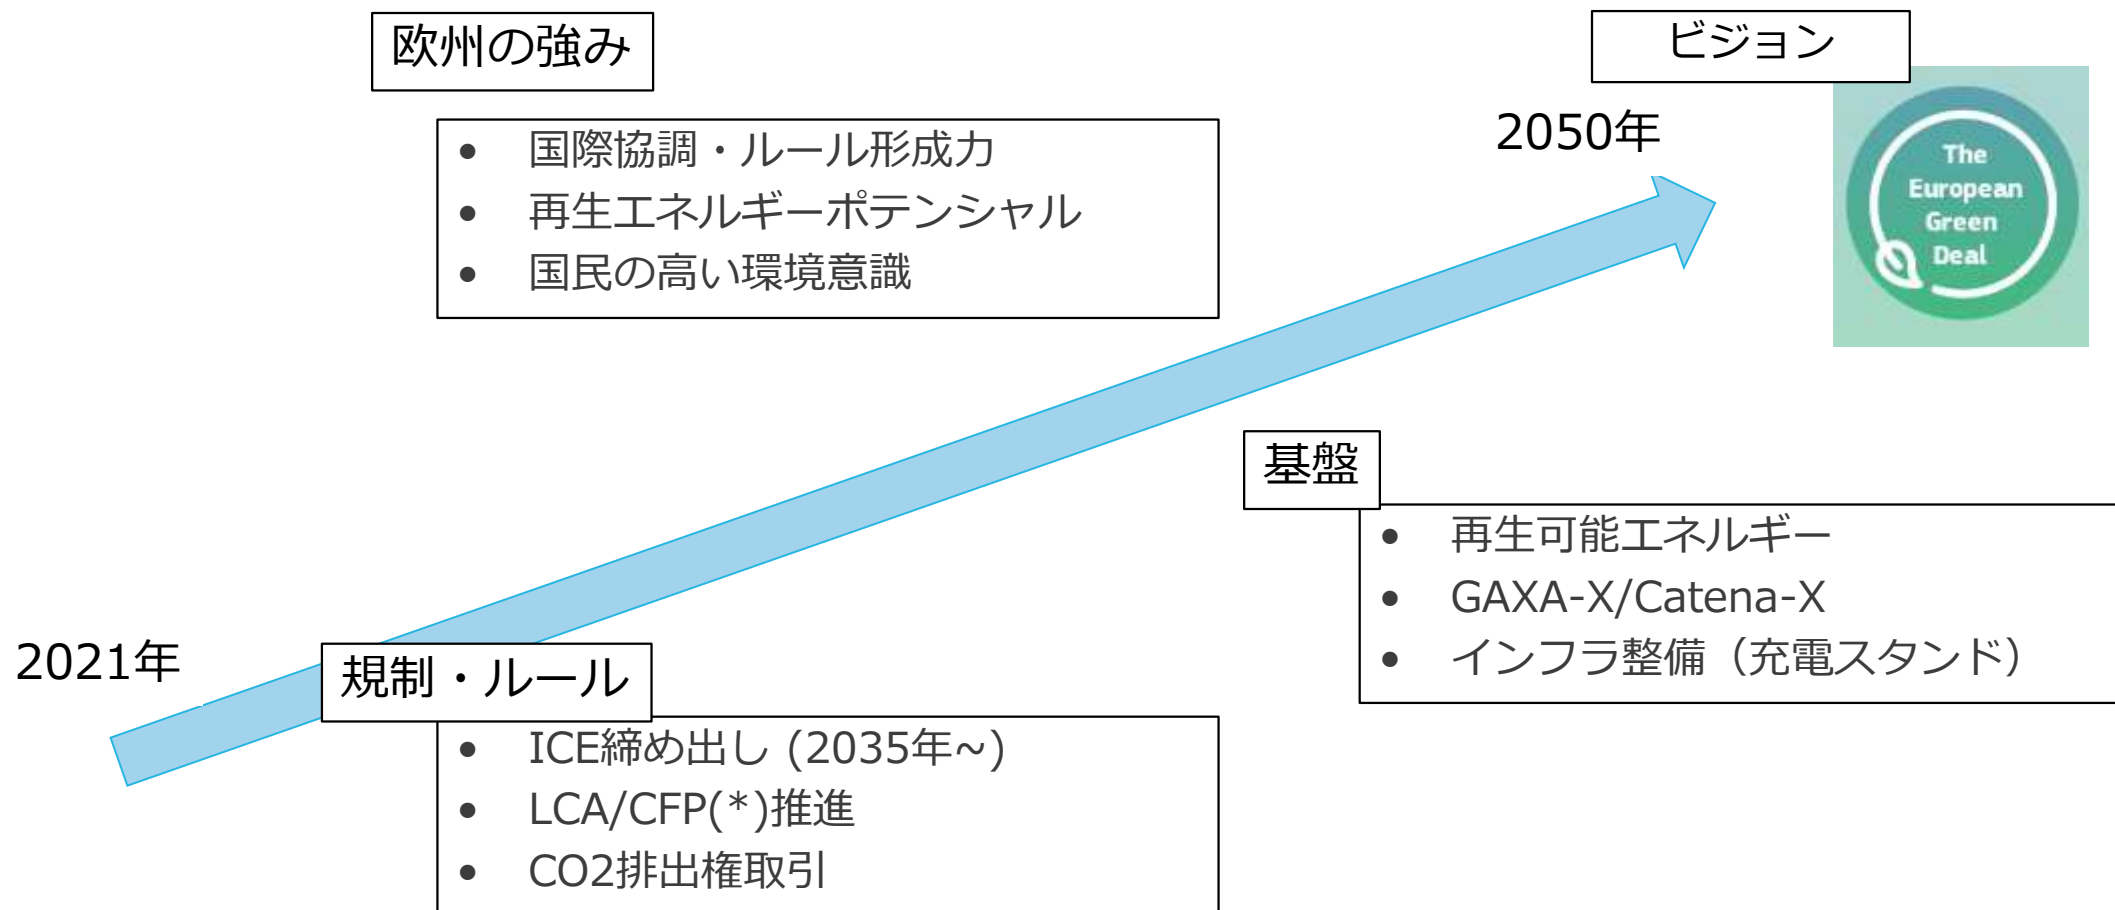 欧州の強み
• 国際協調・ルール形成力
• 再生エネルギーポテンシャル
• 国民の高い環境意識
ビジョン
2050年
The
European
Green
Deal
基盤
• 再生可能エネルギー
• GAXA-X/Catena-X
• インフラ整備（充電スタンド）
2021年
規制・ルール
• ICE締め出し (2035年~)
• LCA/CFP(*)推進
• CO2排出権取引